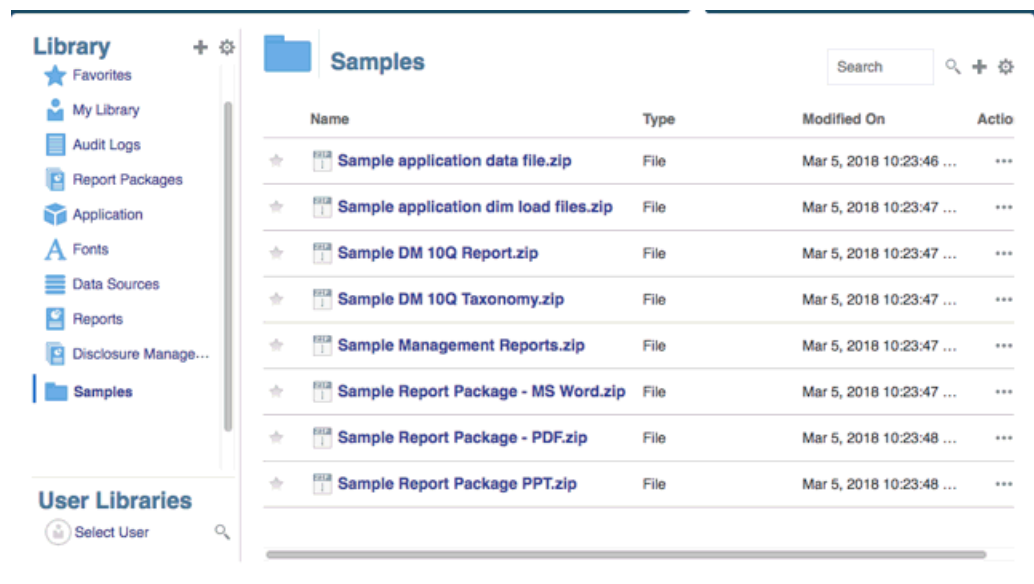 Library
Favorites
My Library
Audit Logs
Report Packages
Application
Fonts
Data Sources
Reports
Disclosure Manage...
Samples
User Libraries
Select User
Samples
Search
Name Type Modified On Actio
Sample application data file.zip File Mar 5, 2018 10:23:46 ...
Sample application dim load files.zip File Mar 5, 2018 10:23:47 ...
Sample DM 10Q Report.zip File Mar 5, 2018 10:23:47 ...
Sample DM 10Q Taxonomy.zip File Mar 5, 2018 10:23:47 ...
Sample Management Reports.zip File Mar 5, 2018 10:23:47 ...
Sample Report Package - MS Word.zip File Mar 5, 2018 10:23:47 ...
Sample Report Package - PDF.zip File Mar 5, 2018 10:23:48 ...
Sample Report Package PPT.zip File Mar 5, 2018 10:23:48 ...